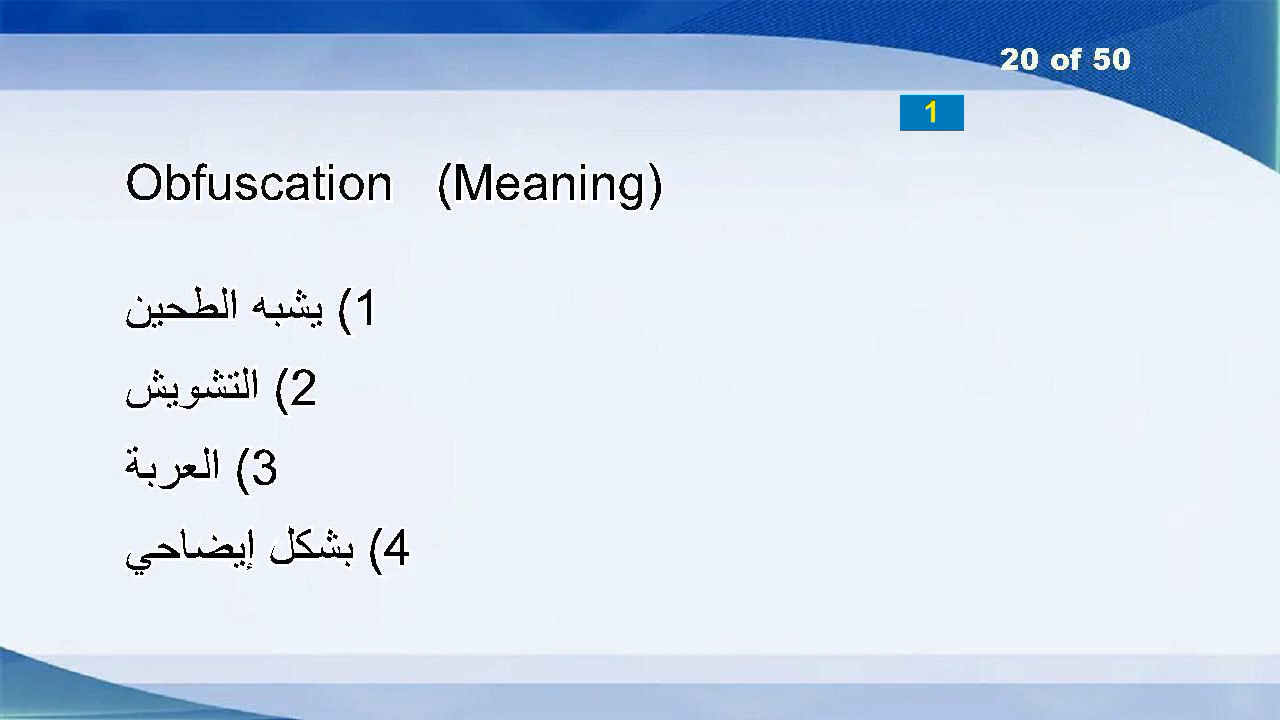 20 of 50
1
Obfuscation (Meaning)
1) يشبه الطحين
2) التشويش
3) العربة
4) بشكل إيضاحي